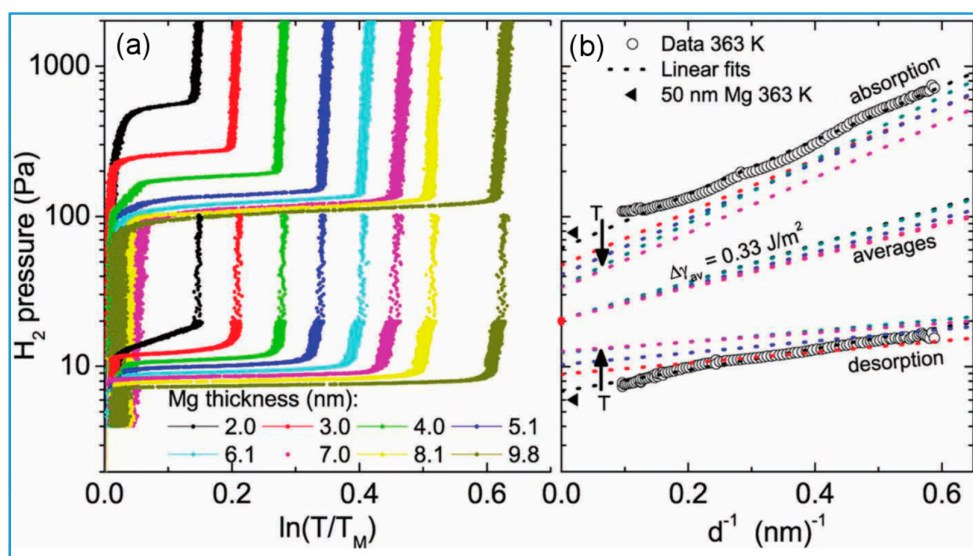 (a)
1000
100
10
H₂ pressure (Pa)
Mg thickness (nm):
2.0 3.0 4.0 5.1
6.1 7.0 8.1 9.8
0.0 0.2 0.4 0.6
ln(T/T_M)
(b)
Data 363 K
Linear fits
50 nm Mg 363 K
absorption
T
Δγ_av = 0.33 J/m²
averages
T
desorption
0.0 0.2 0.4 0.6
d⁻¹ (nm)⁻¹